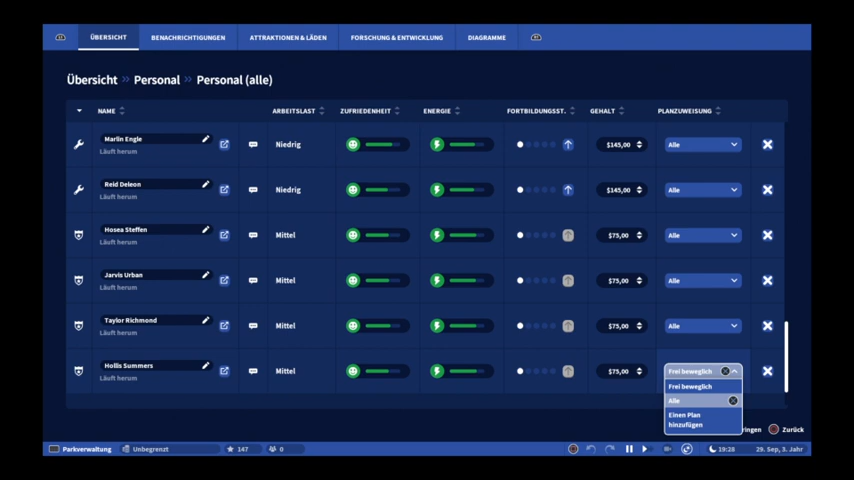 ÜBERSICHT BENACHRICHTIGUNGEN ATTRAKTIONEN & LÄDEN FORSCHUNG & ENTWICKLUNG DIAGRAMME
Übersicht » Personal » Personal (alle)
NAME ARBEITSLAST ZUFRIEDENHEIT ENERGIE FORTBILDUNGSST. GEHALT PLANZUWEISUNG
Marlin Engle
Läuft herum
Niedrig $145,00 Alle
Reid Deleon
Läuft herum
Niedrig $145,00 Alle
Hosea Steffen
Läuft herum
Mittel $75,00 Alle
Jarvis Urban
Läuft herum
Mittel $75,00 Alle
Taylor Richmond
Läuft herum
Mittel $75,00 Alle
Hollis Summers
Läuft herum
Mittel $75,00 Frei beweglich
Frei beweglich
Alle
Einen Plan
hinzufügen
ringen Zurück
Parkverwaltung Unbegrenzt 147 0 19:28 29. Sep, 3. Jahr